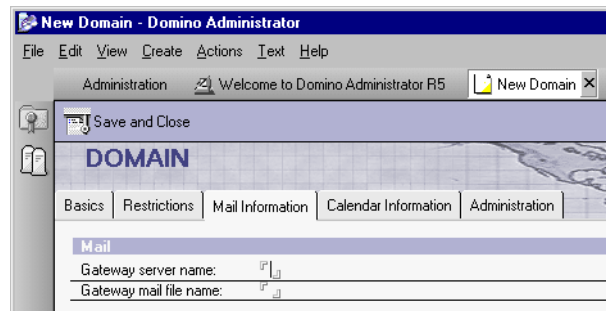 New Domain - Domino Administrator
File Edit View Create Actions Text Help
Administration Welcome to Domino Administrator R5 New Domain
Save and Close
DOMAIN
Basics Restrictions Mail Information Calendar Information Administration
Mail
Gateway server name:
Gateway mail file name: